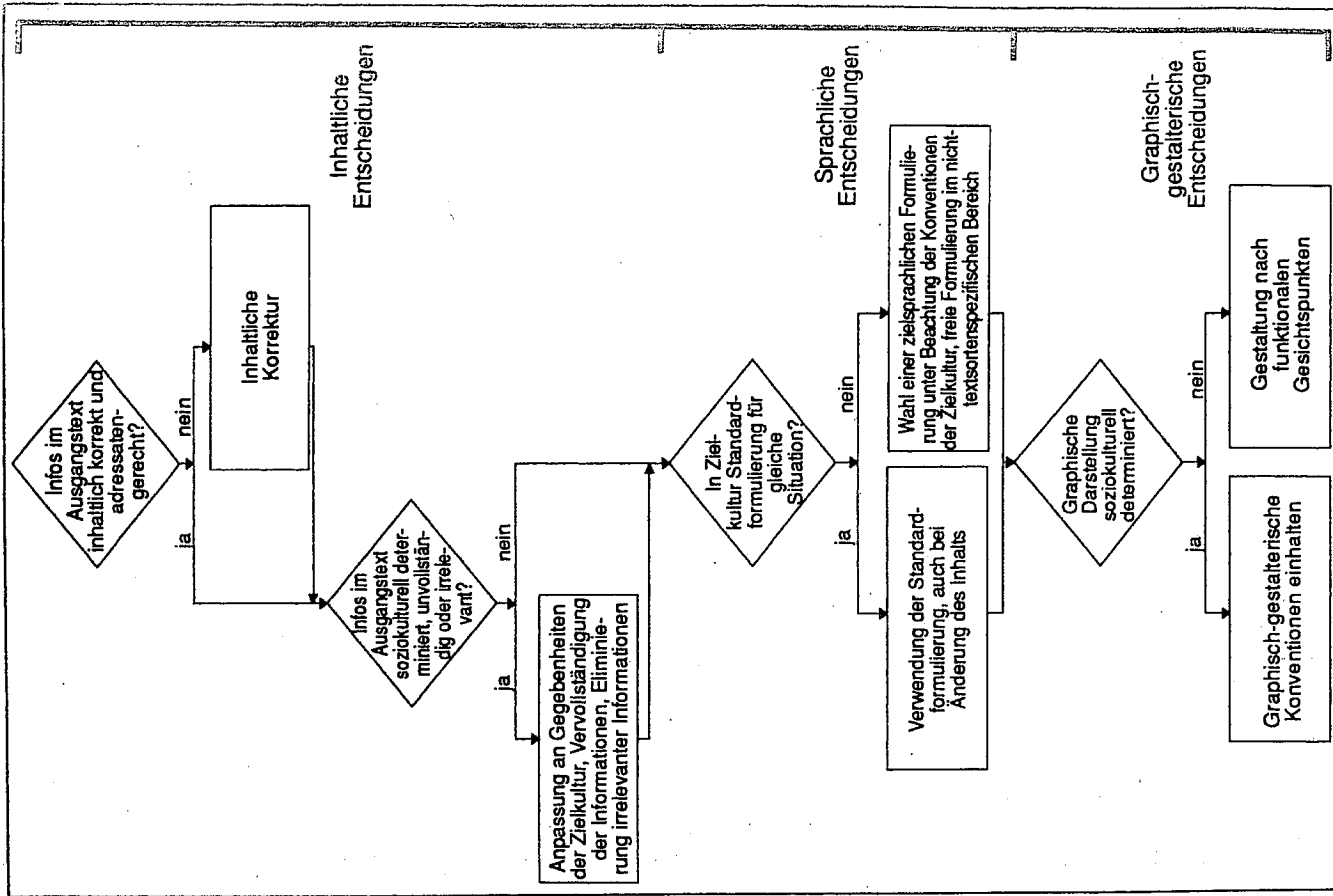 Infos im
Ausgangstext
inhaltlich korrekt und
adressaten-
gerecht?
ja
nein
Inhaltliche
Korrektur
Inhaltliche
Entscheidungen
Infos im
Ausgangstext
soziokulturell deter-
miniert, unvollstän-
dig oder irrele-
vant?
ja
nein
Anpassung an Gegebenheiten
der Zielkultur, Vervollständigung
der Informationen, Eliminie-
rung irrelevanter Informationen
In Ziel-
kultur Standard-
formulierung für
gleiche
Situation?
ja
nein
Sprachliche
Entscheidungen
Verwendung der Standard-
formulierung, auch bei
Änderung des Inhalts
Wahl einer zielsprachlichen Formulie-
rung unter Beachtung der Konventionen
der Zielkultur, freie Formulierung im nicht-
textsortenspezifischen Bereich
Graphische
Darstellung
soziokulturell
determiniert?
ja
nein
Graphisch-
gestalterische
Entscheidungen
Graphisch-gestalterische
Konventionen einhalten
Gestaltung nach
funktionalen
Gesichtspunkten